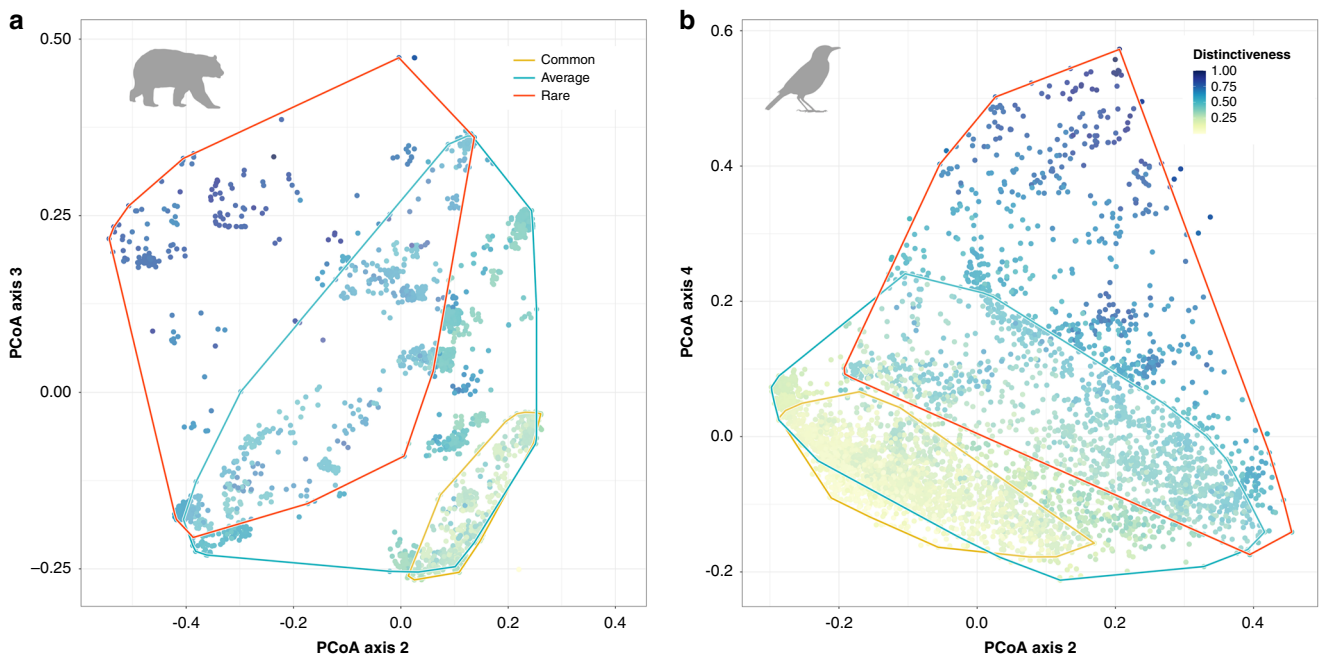 a
0.50
0.25
0.00
–0.25
-0.4
-0.2
0.0
0.2
0.4
PCoA axis 2
PCoA axis 3
Common
Average
Rare
b
0.6
0.4
0.2
0.0
-0.2
-0.2
0.0
0.2
0.4
PCoA axis 2
PCoA axis 4
Distinctiveness
1.00
0.75
0.50
0.25